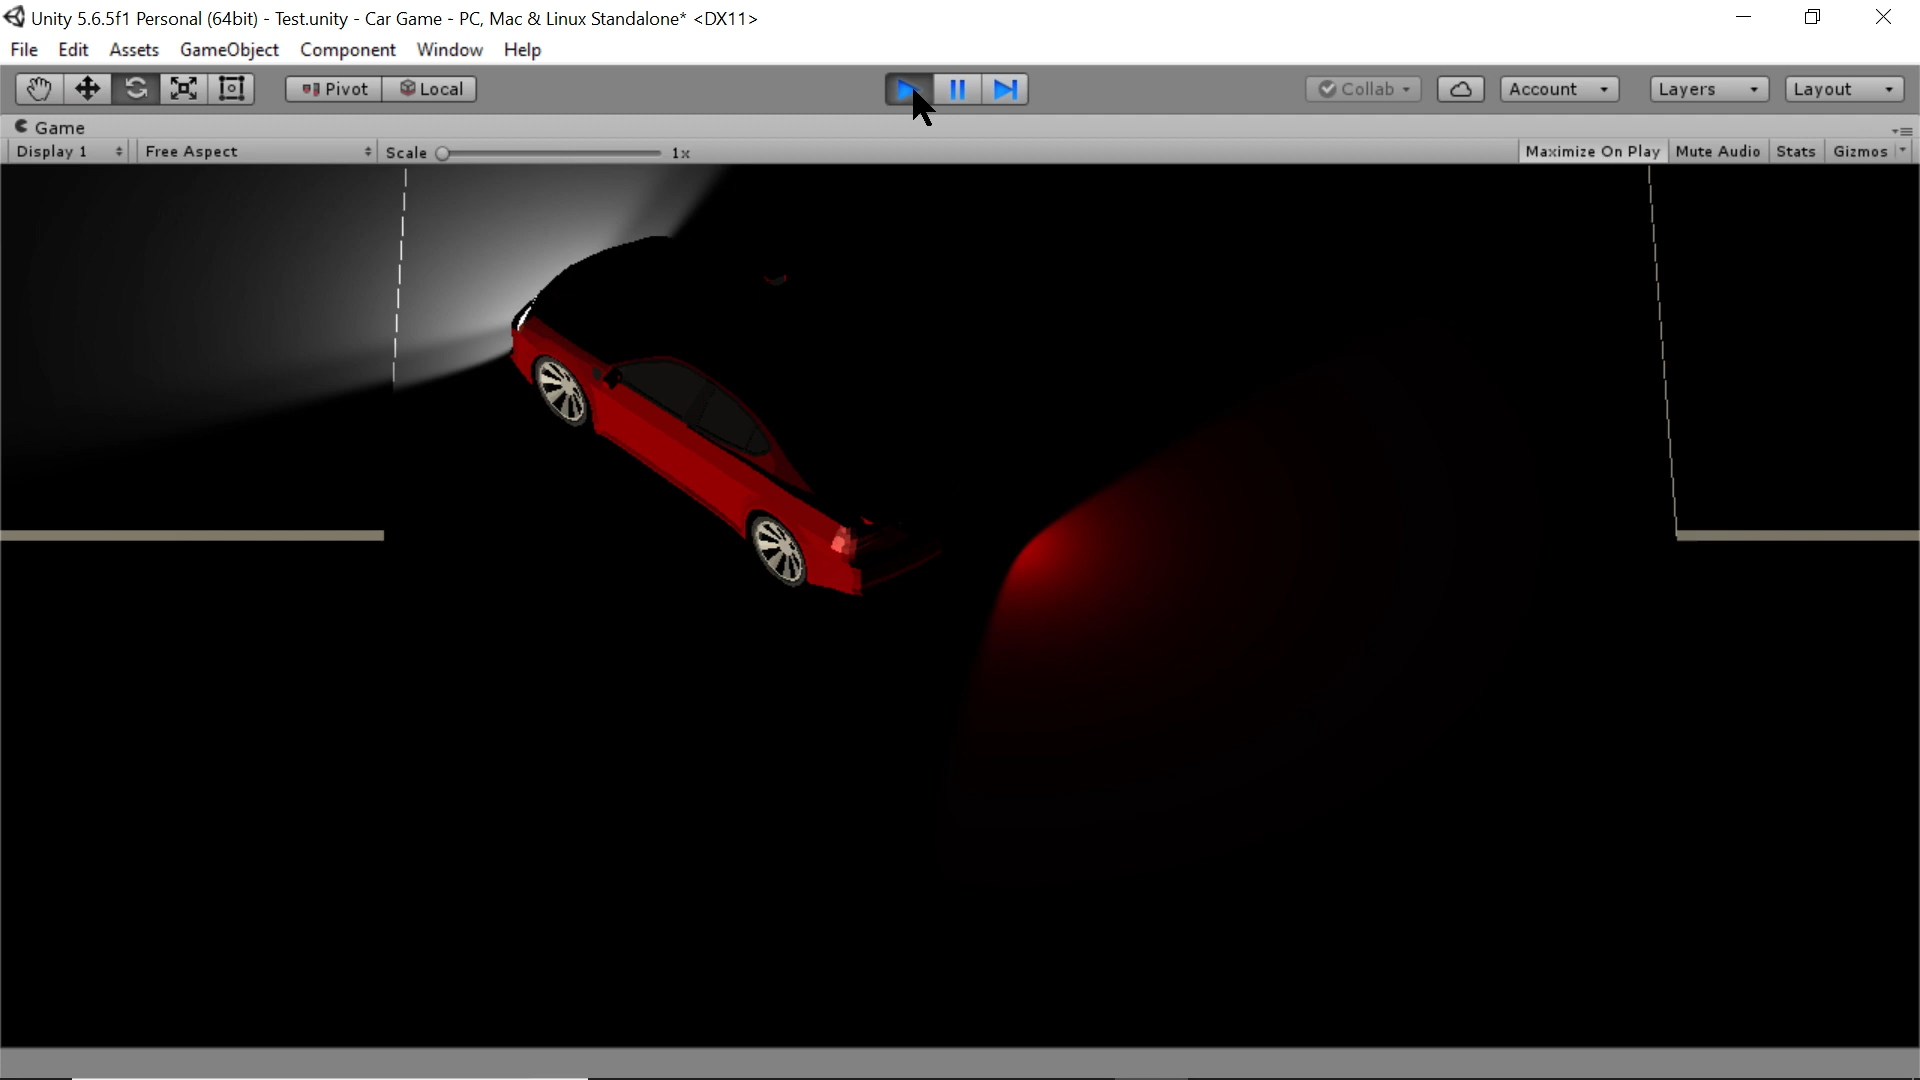 Unity 5.6.5f1 Personal (64bit) - Test.unity - Car Game - PC, Mac & Linux Standalone* <DX11>
File Edit Assets GameObject Component Window Help
Pivot Local Collab Account Layers Layout
Game
Display 1 Free Aspect Scale 1x Maximize On Play Mute Audio Stats Gizmos